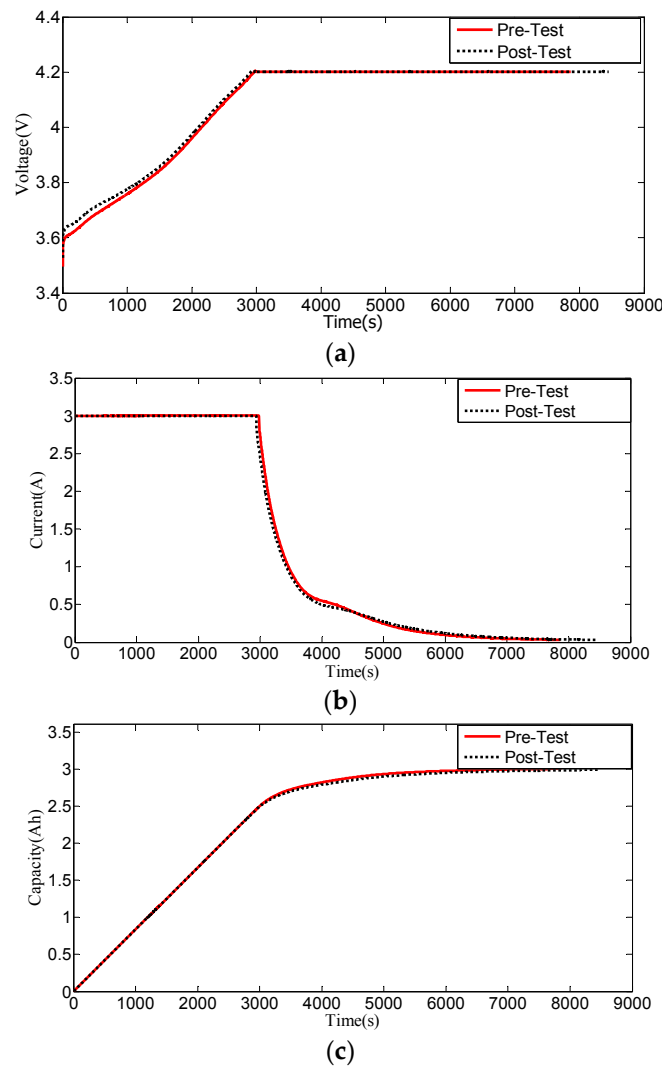 4.4
Pre-Test
Post-Test
4.2
4
3.8
3.6
3.4
Voltage(V)
0 1000 2000 3000 4000 5000 6000 7000 8000 9000
Time(s)
(a)
3.5
Pre-Test
Post-Test
3
2.5
2
1.5
1
0.5
0
Current(A)
0 1000 2000 3000 4000 5000 6000 7000 8000 9000
Time(s)
(b)
3.5
Pre-Test
Post-Test
3
2.5
2
1.5
1
0.5
0
Capacity(Ah)
0 1000 2000 3000 4000 5000 6000 7000 8000 9000
Time(s)
(c)